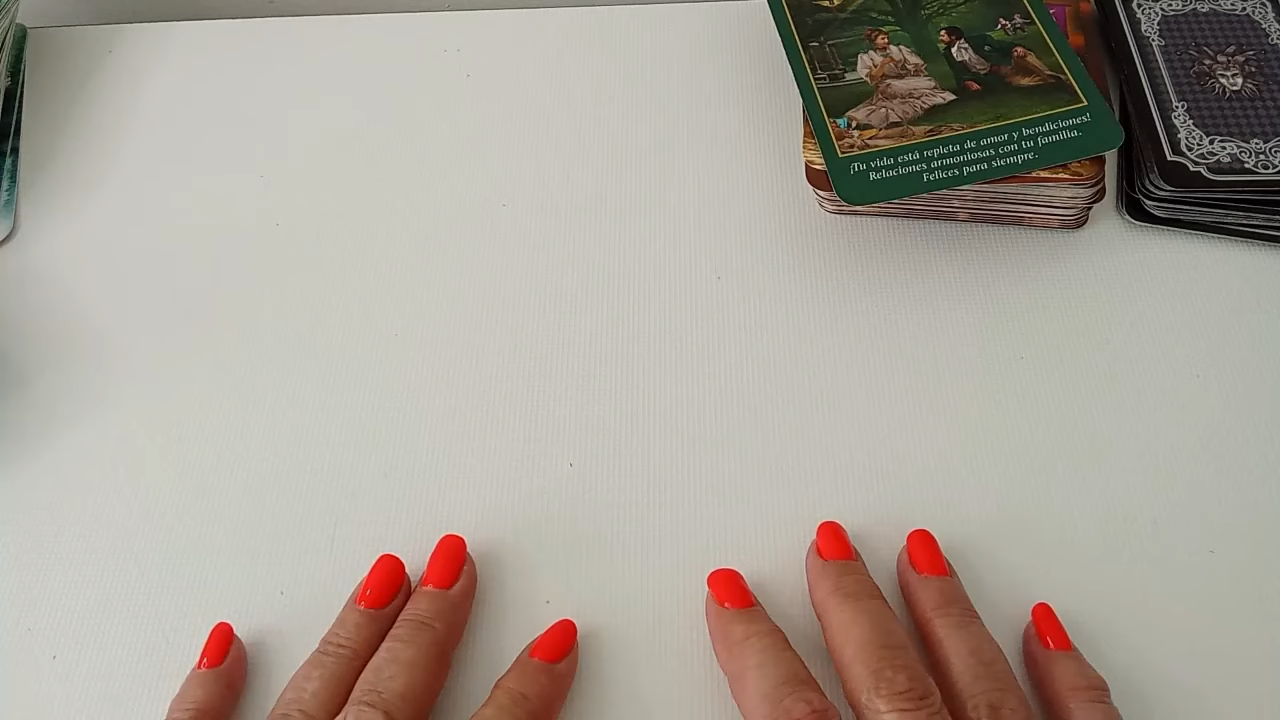 ¡Tu vida está repleta de amor y bendiciones!
Relaciones armoniosas con tu familia.
Felices para siempre.